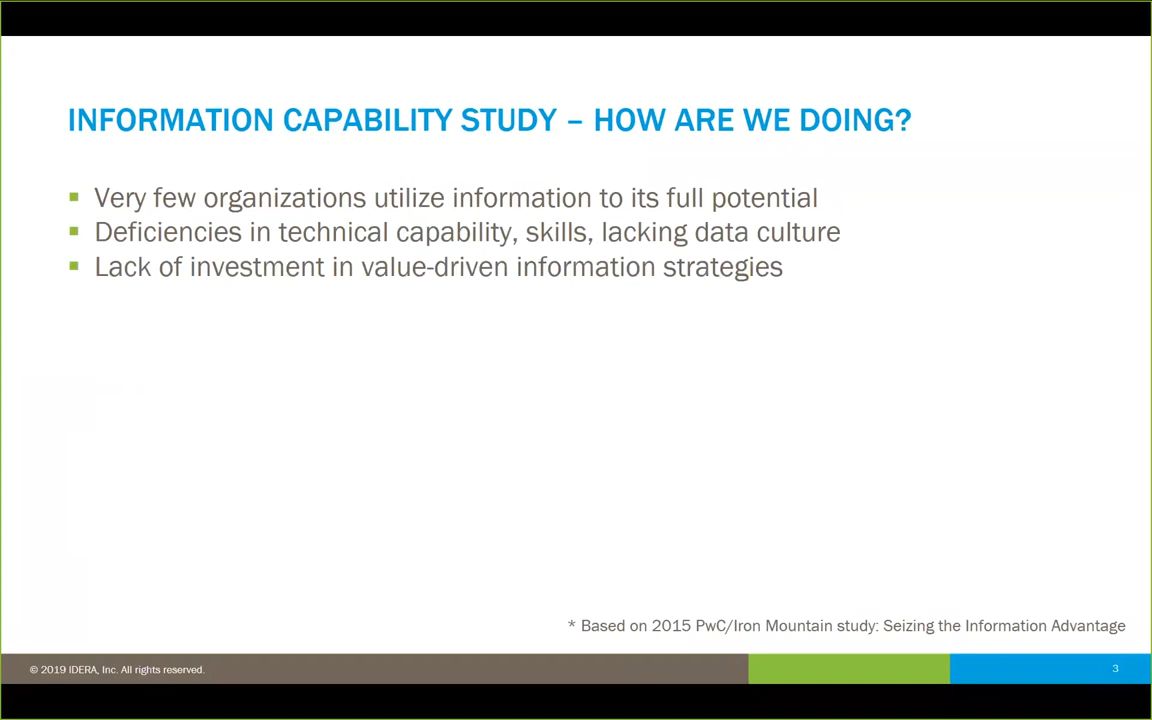 INFORMATION CAPABILITY STUDY – HOW ARE WE DOING?
Very few organizations utilize information to its full potential
Deficiencies in technical capability, skills, lacking data culture
Lack of investment in value-driven information strategies
* Based on 2015 PwC/Iron Mountain study: Seizing the Information Advantage
© 2019 IDERA, Inc. All rights reserved.
3